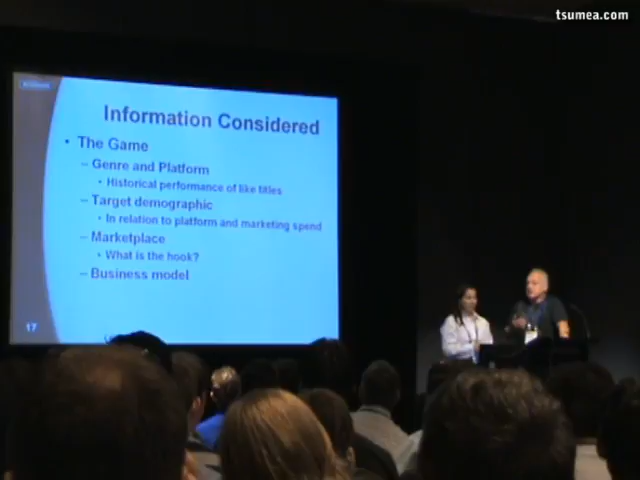 tsumea.com
Information Considered
• The Game
– Genre and Platform
• Historical performance of like titles
– Target demographic
• In relation to platform and marketing spend
– Marketplace
• What is the hook?
– Business model
17